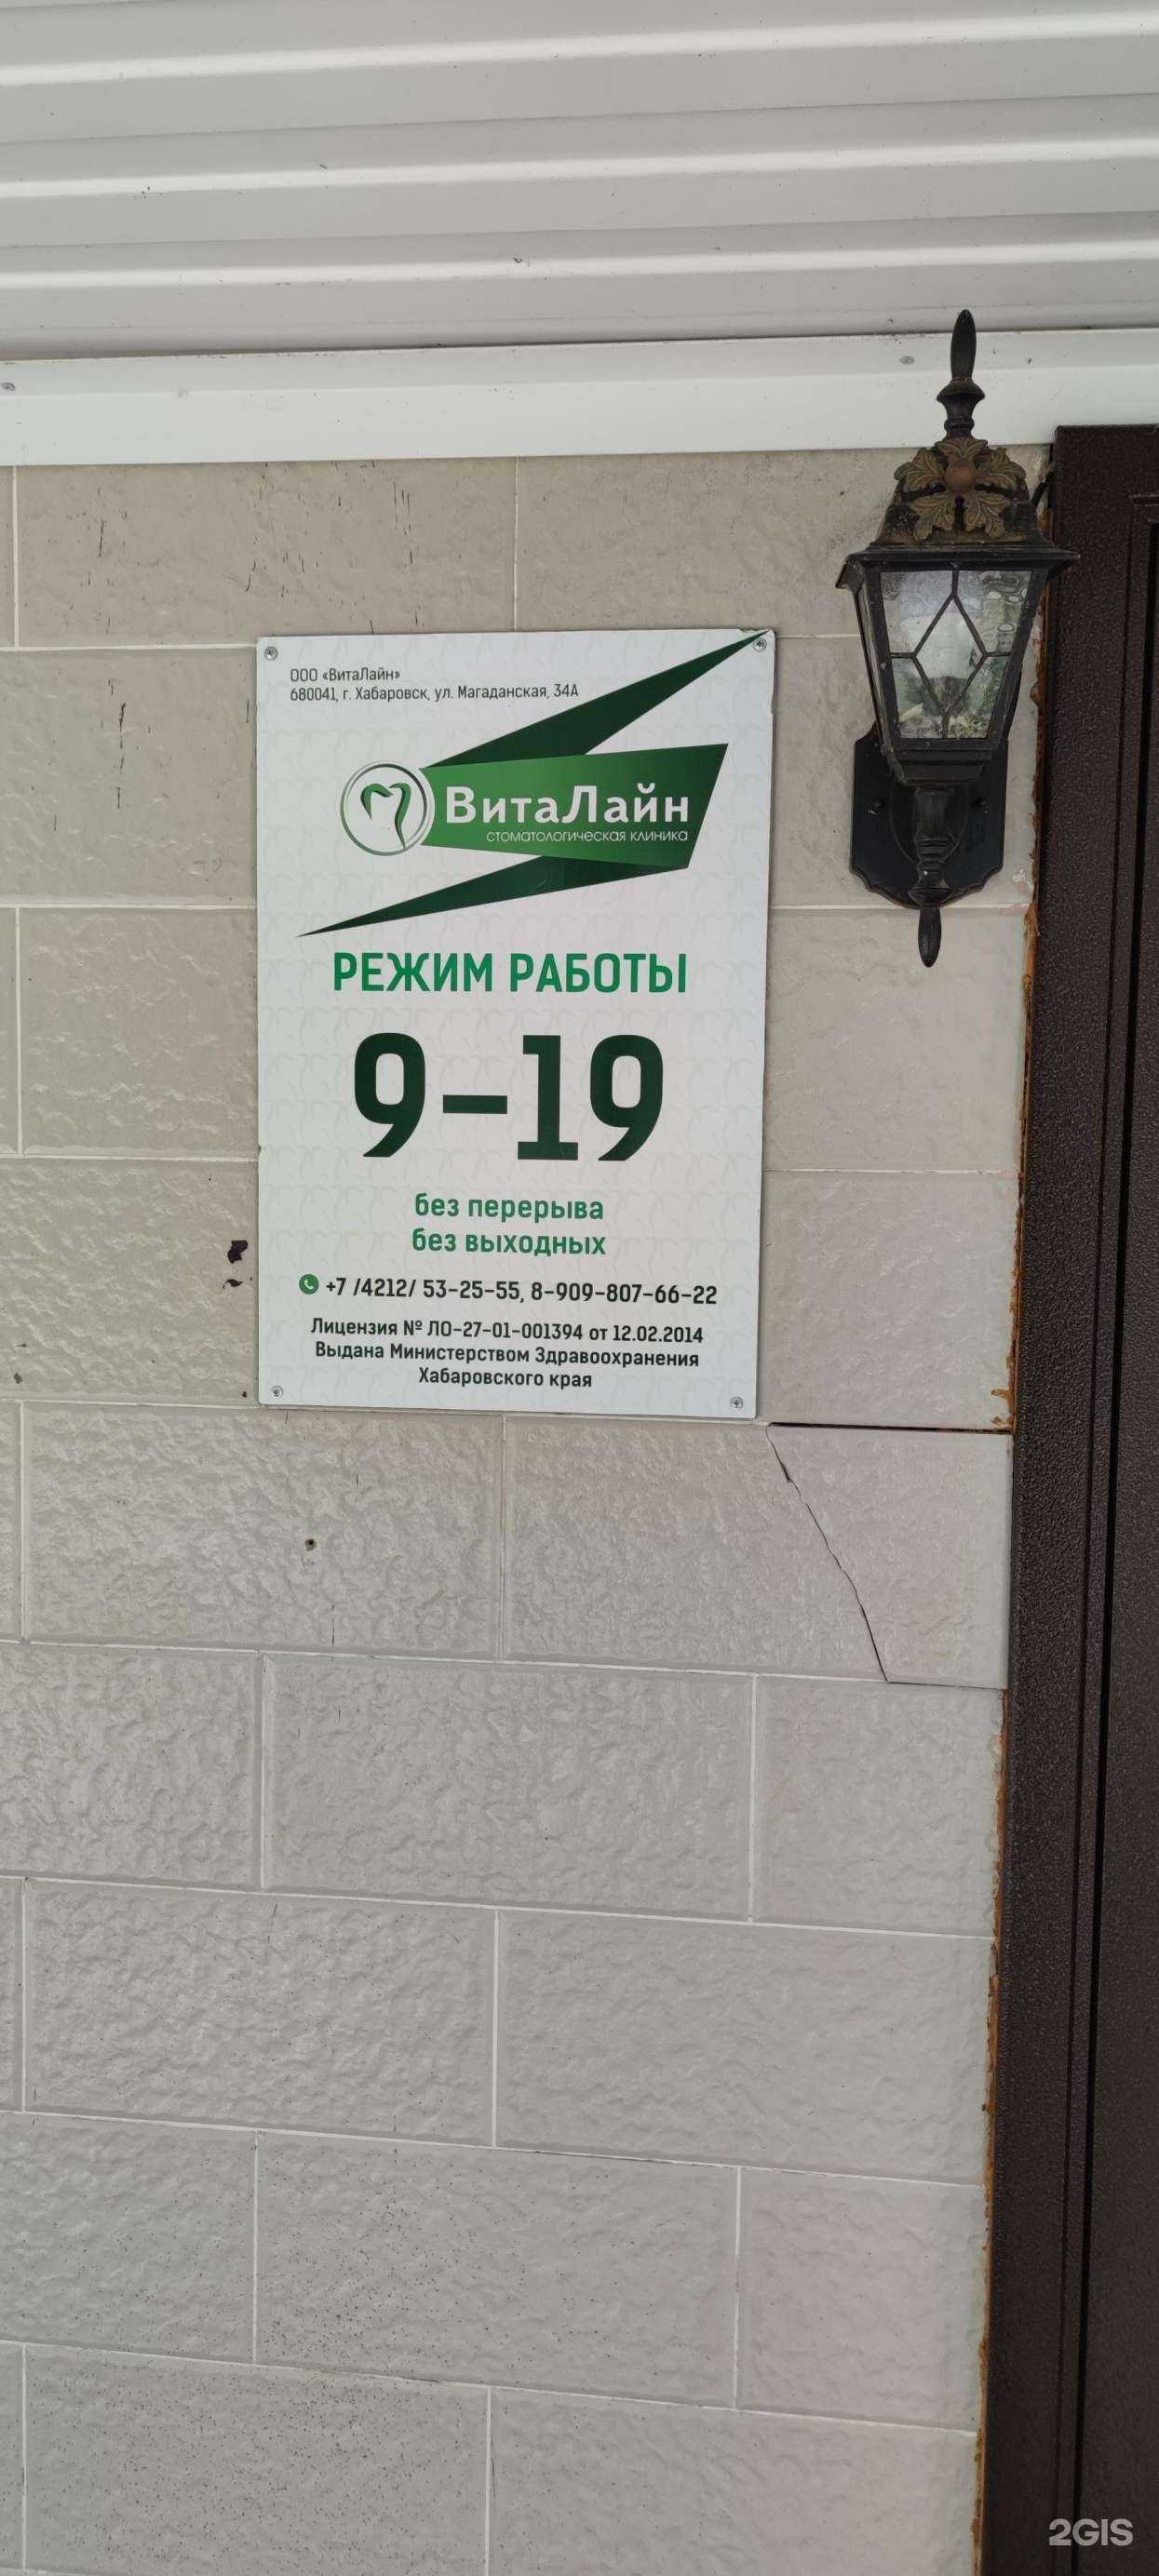 ООО «ВитаЛайн»
680041, г. Хабаровск, ул. Магаданская, 34А
ВитаЛайн
стоматологическая клиника
РЕЖИМ РАБОТЫ
9-19
без перерыва
без выходных
+7 /4212/ 53-25-55, 8-909-807-66-22
Лицензия № ЛО-27-01-001394 от 12.02.2014
Выдана Министерством Здравоохранения
Хабаровского края
2GIS